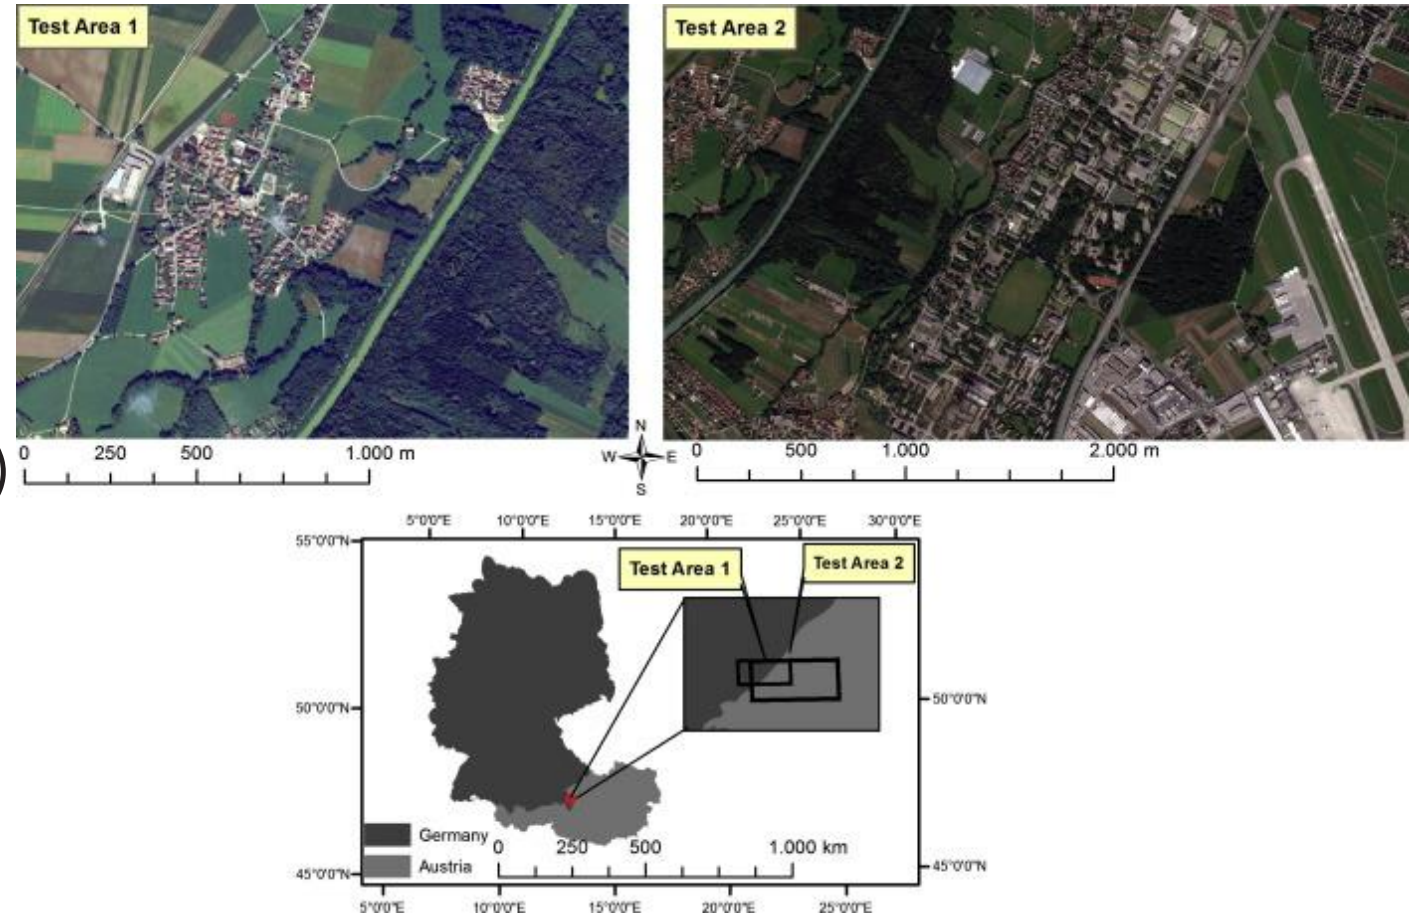 Test Area 1
Test Area 2
0 250 500 1.000 m
N
W E
S
0 500 1.000 2.000 m
)
5°0'0"E 10°0'0"E 15°0'0"E 20°0'0"E 25°0'0"E 30°0'0"E
55°0'0"N
Test Area 1
Test Area 2
50°0'0"N
50°0'0"N
Germany
Austria
0 250 500 1.000 km
45°0'0"N
45°0'0"N
5°0'0"E 10°0'0"E 15°0'0"E 20°0'0"E 25°0'0"E